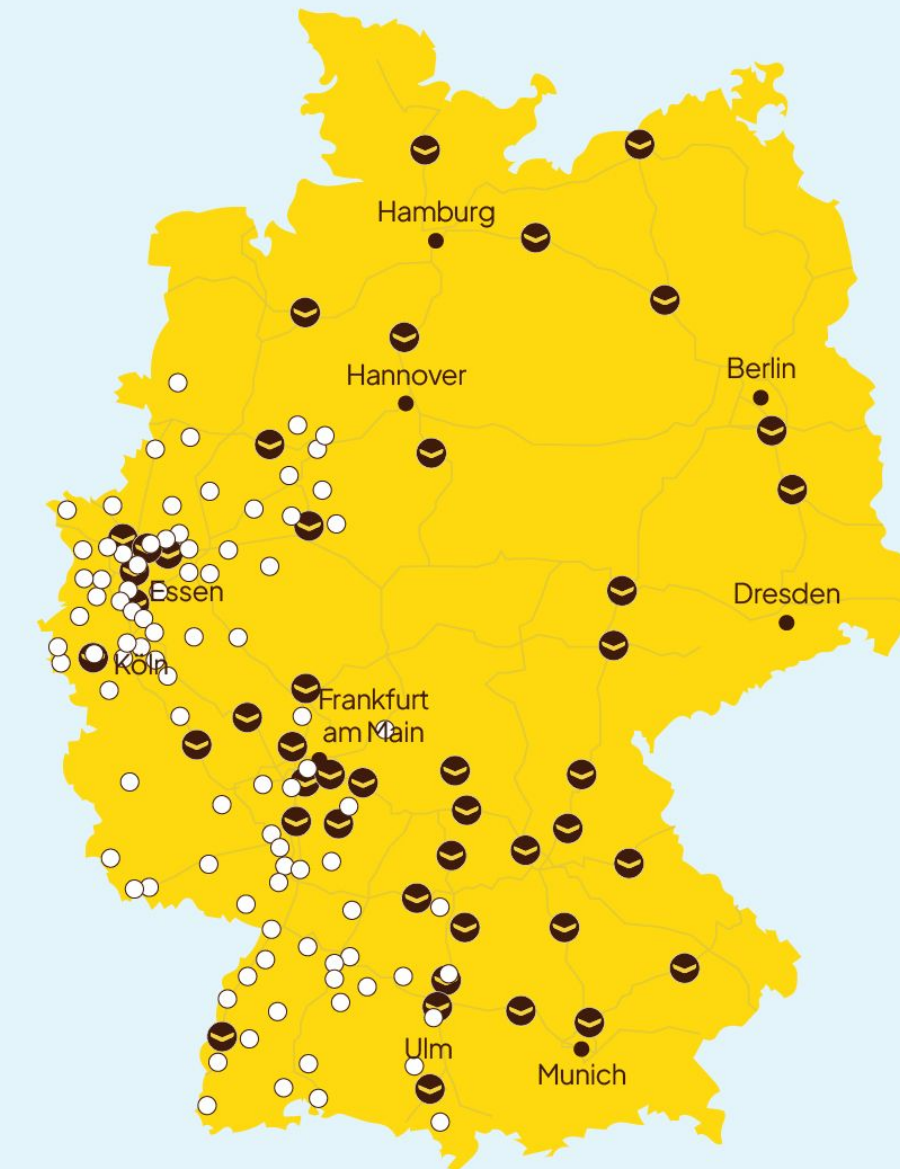 Hamburg
Hannover
Berlin
Essen
Dresden
Köln
Frankfurt
am Main
Ulm
Munich